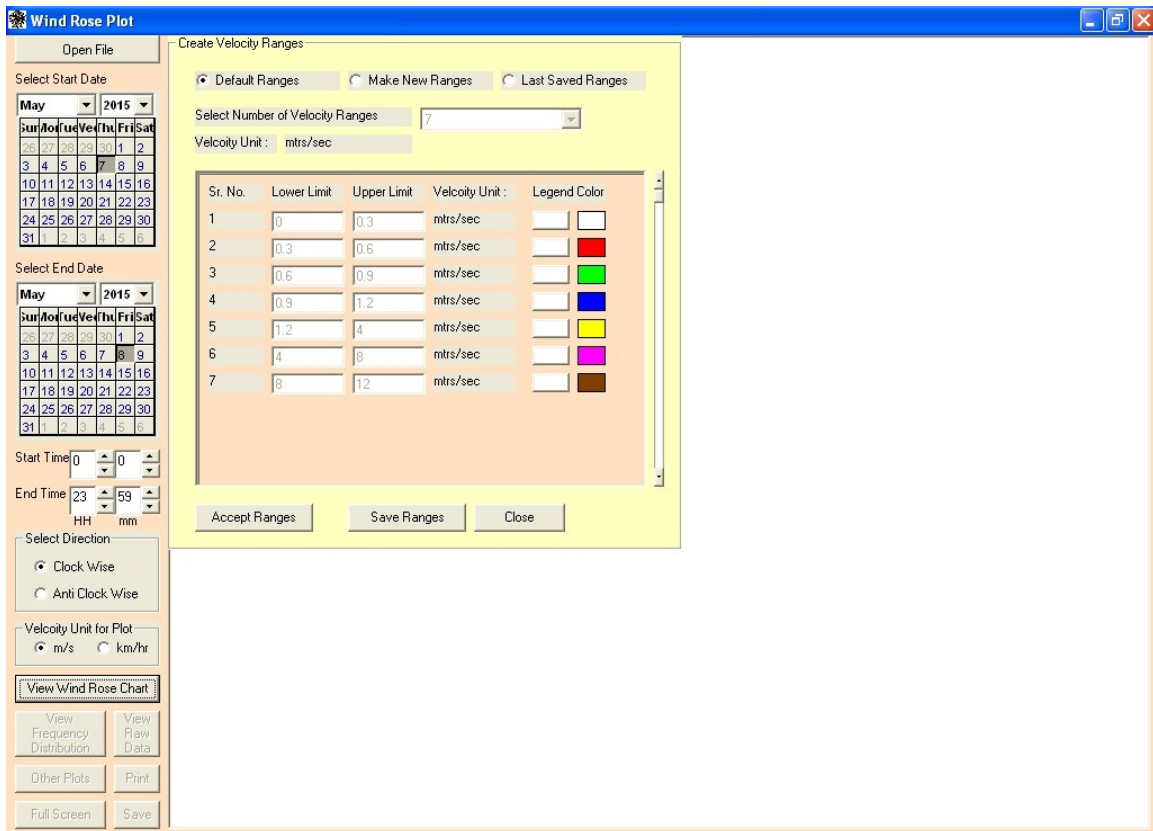 Wind Rose Plot
Open File
Select Start Date
May 2015
Sun Mon Tue Wed Thu Fri Sat
26 27 28 29 30 1 2
3 4 5 6 7 8 9
10 11 12 13 14 15 16
17 18 19 20 21 22 23
24 25 26 27 28 29 30
31 1 2 3 4 5 6
Select End Date
May 2015
Sun Mon Tue Wed Thu Fri Sat
26 27 28 29 30 1 2
3 4 5 6 7 8 9
10 11 12 13 14 15 16
17 18 19 20 21 22 23
24 25 26 27 28 29 30
31 1 2 3 4 5 6
Start Time 0 0
End Time 23 59
HH mm
Select Direction
Clock Wise
Anti Clock Wise
Velcoity Unit for Plot
m/s km/hr
View Wind Rose Chart
View Frequency Distribution
View Raw Data
Other Plots Print
Full Screen Save
Create Velocity Ranges
Default Ranges Make New Ranges Last Saved Ranges
Select Number of Velocity Ranges 7
Velcoity Unit : mtrs/sec
Sr. No. Lower Limit Upper Limit Velcoity Unit : Legend Color
1 0 0.3 mtrs/sec
2 0.3 0.6 mtrs/sec
3 0.6 0.9 mtrs/sec
4 0.9 1.2 mtrs/sec
5 1.2 4 mtrs/sec
6 4 8 mtrs/sec
7 8 12 mtrs/sec
Accept Ranges Save Ranges Close